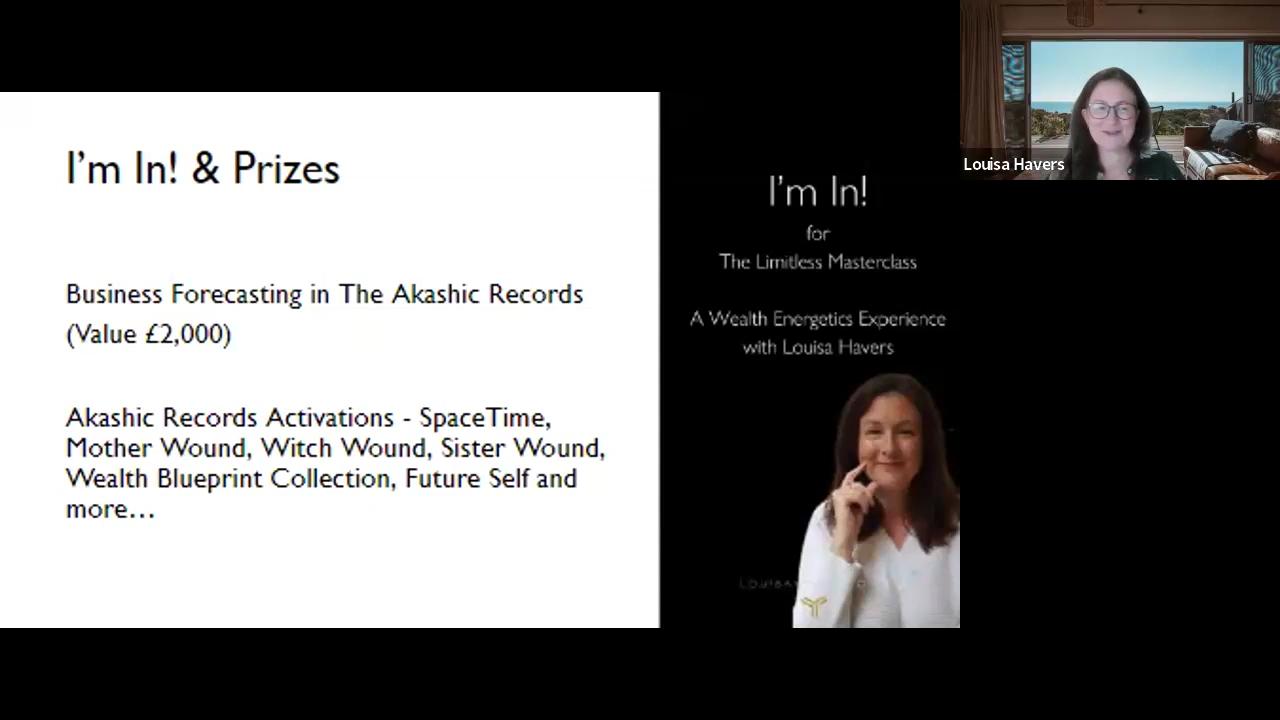 I'm In! & Prizes
Business Forecasting in The Akashic Records
(Value £2,000)
Akashic Records Activations - SpaceTime,
Mother Wound, Witch Wound, Sister Wound,
Wealth Blueprint Collection, Future Self and
more...
I'm In!
for
The Limitless Masterclass
A Wealth Energetics Experience
with Louisa Havers
Louisa Havers